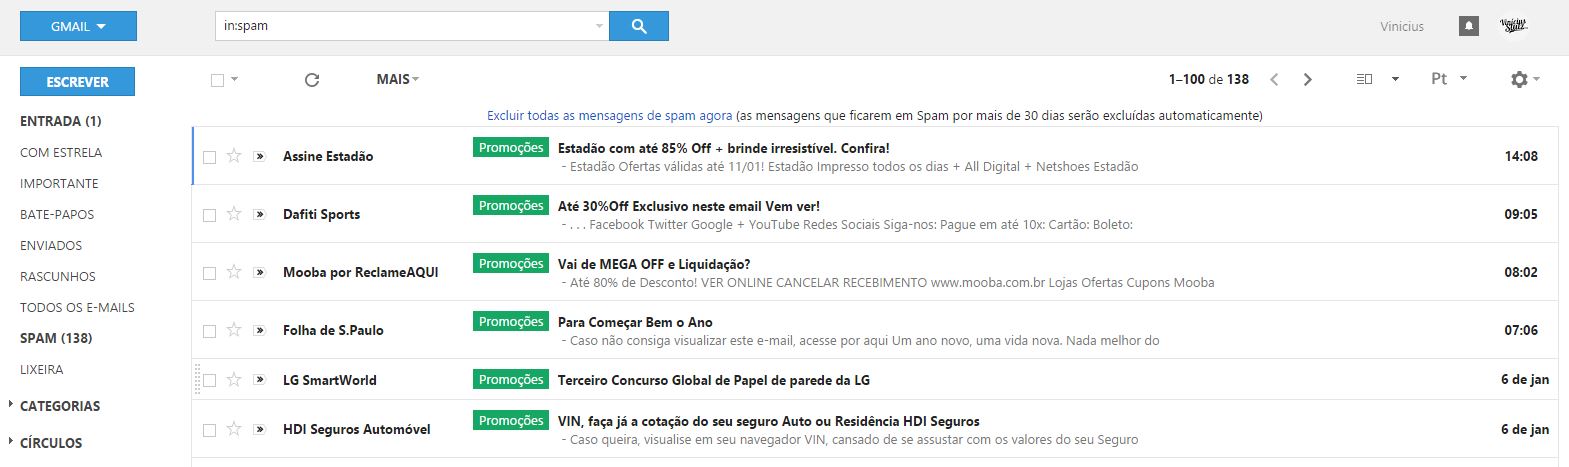 GMAIL
in:spam
Vinicius
Vinicius
Stulz
ESCREVER
MAIS
1–100 de 138
Pt
ENTRADA (1)
COM ESTRELA
IMPORTANTE
BATE-PAPOS
ENVIADOS
RASCUNHOS
TODOS OS E-MAILS
SPAM (138)
LIXEIRA
CATEGORIAS
CÍRCULOS
Excluir todas as mensagens de spam agora (as mensagens que ficarem em Spam por mais de 30 dias serão excluídas automaticamente)
Assine Estadão Promoções Estadão com até 85% Off + brinde irresistível. Confira! 14:08
- Estadão Ofertas válidas até 11/01! Estadão Impresso todos os dias + All Digital + Netshoes Estadão
Dafiti Sports Promoções Até 30%Off Exclusivo neste email Vem ver! 09:05
- . . . Facebook Twitter Google + YouTube Redes Sociais Siga-nos: Pague em até 10x: Cartão: Boleto:
Mooba por ReclameAQUI Promoções Vai de MEGA OFF e Liquidação? 08:02
- Até 80% de Desconto! VER ONLINE CANCELAR RECEBIMENTO www.mooba.com.br Lojas Ofertas Cupons Mooba
Folha de S.Paulo Promoções Para Começar Bem o Ano 07:06
- Caso não consiga visualizar este e-mail, acesse por aqui Um ano novo, uma vida nova. Nada melhor do
LG SmartWorld Promoções Terceiro Concurso Global de Papel de parede da LG 6 de jan
HDI Seguros Automóvel Promoções VIN, faça já a cotação do seu seguro Auto ou Residência HDI Seguros 6 de jan
- Caso queira, visualise em seu navegador VIN, cansado de se assustar com os valores do seu Seguro